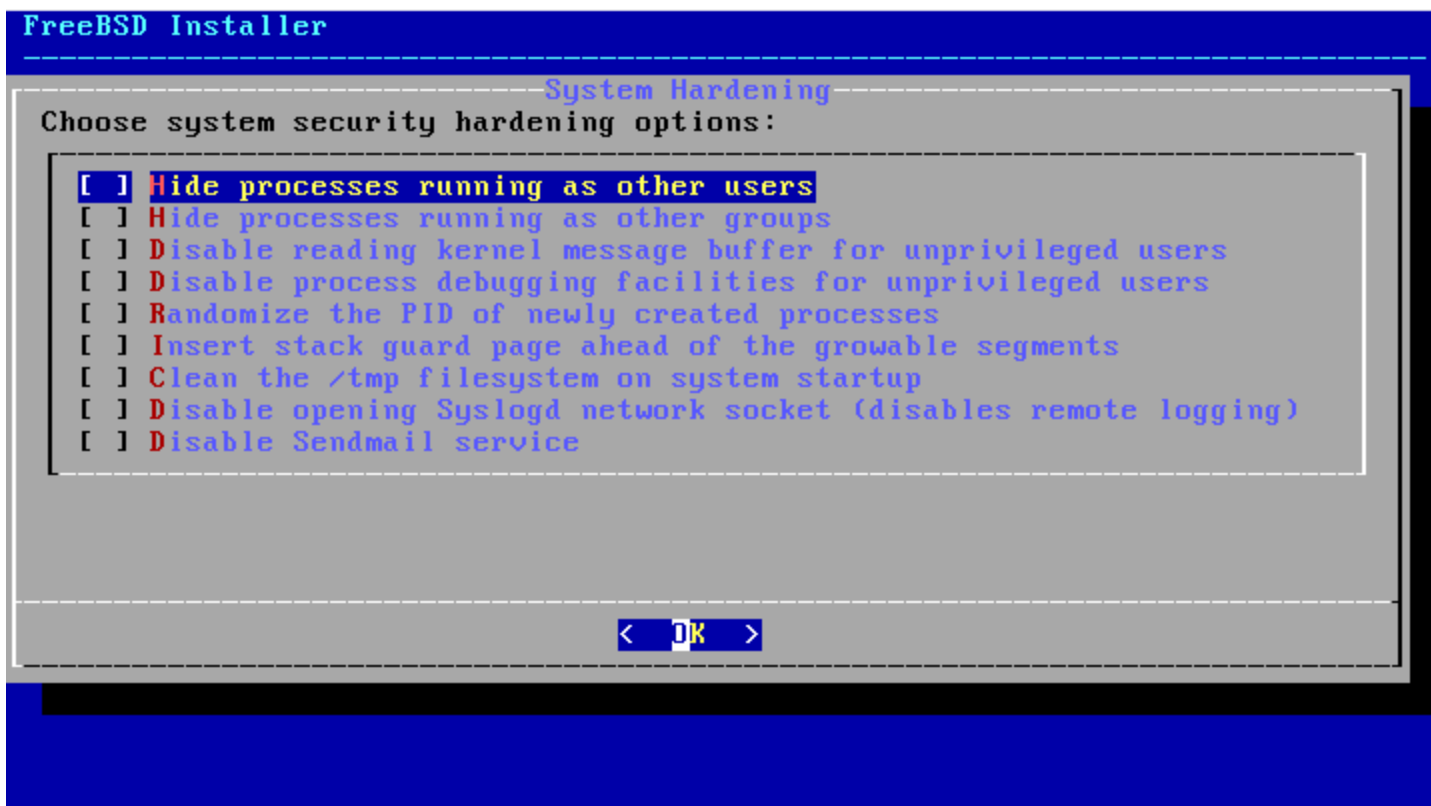 FreeBSD Installer
System Hardening
Choose system security hardening options:
[ ] Hide processes running as other users
[ ] Hide processes running as other groups
[ ] Disable reading kernel message buffer for unprivileged users
[ ] Disable process debugging facilities for unprivileged users
[ ] Randomize the PID of newly created processes
[ ] Insert stack guard page ahead of the growable segments
[ ] Clean the /tmp filesystem on system startup
[ ] Disable opening Syslogd network socket (disables remote logging)
[ ] Disable Sendmail service
< OK >